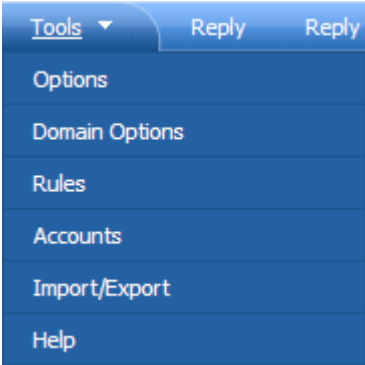 Tools Reply Reply
Options
Domain Options
Rules
Accounts
Import/Export
Help